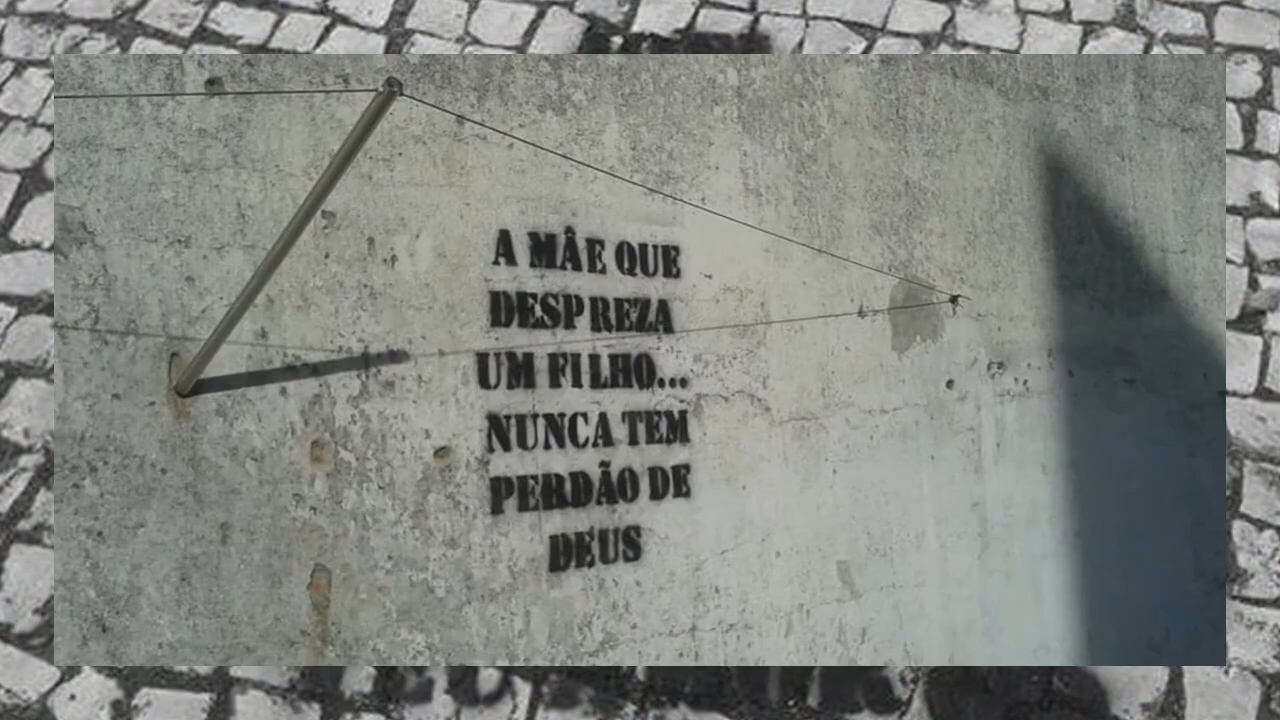 A MÂE QUE
DESPREZA
UM FILHO...
NUNCA TEM
PERDÃO DE
DEUS